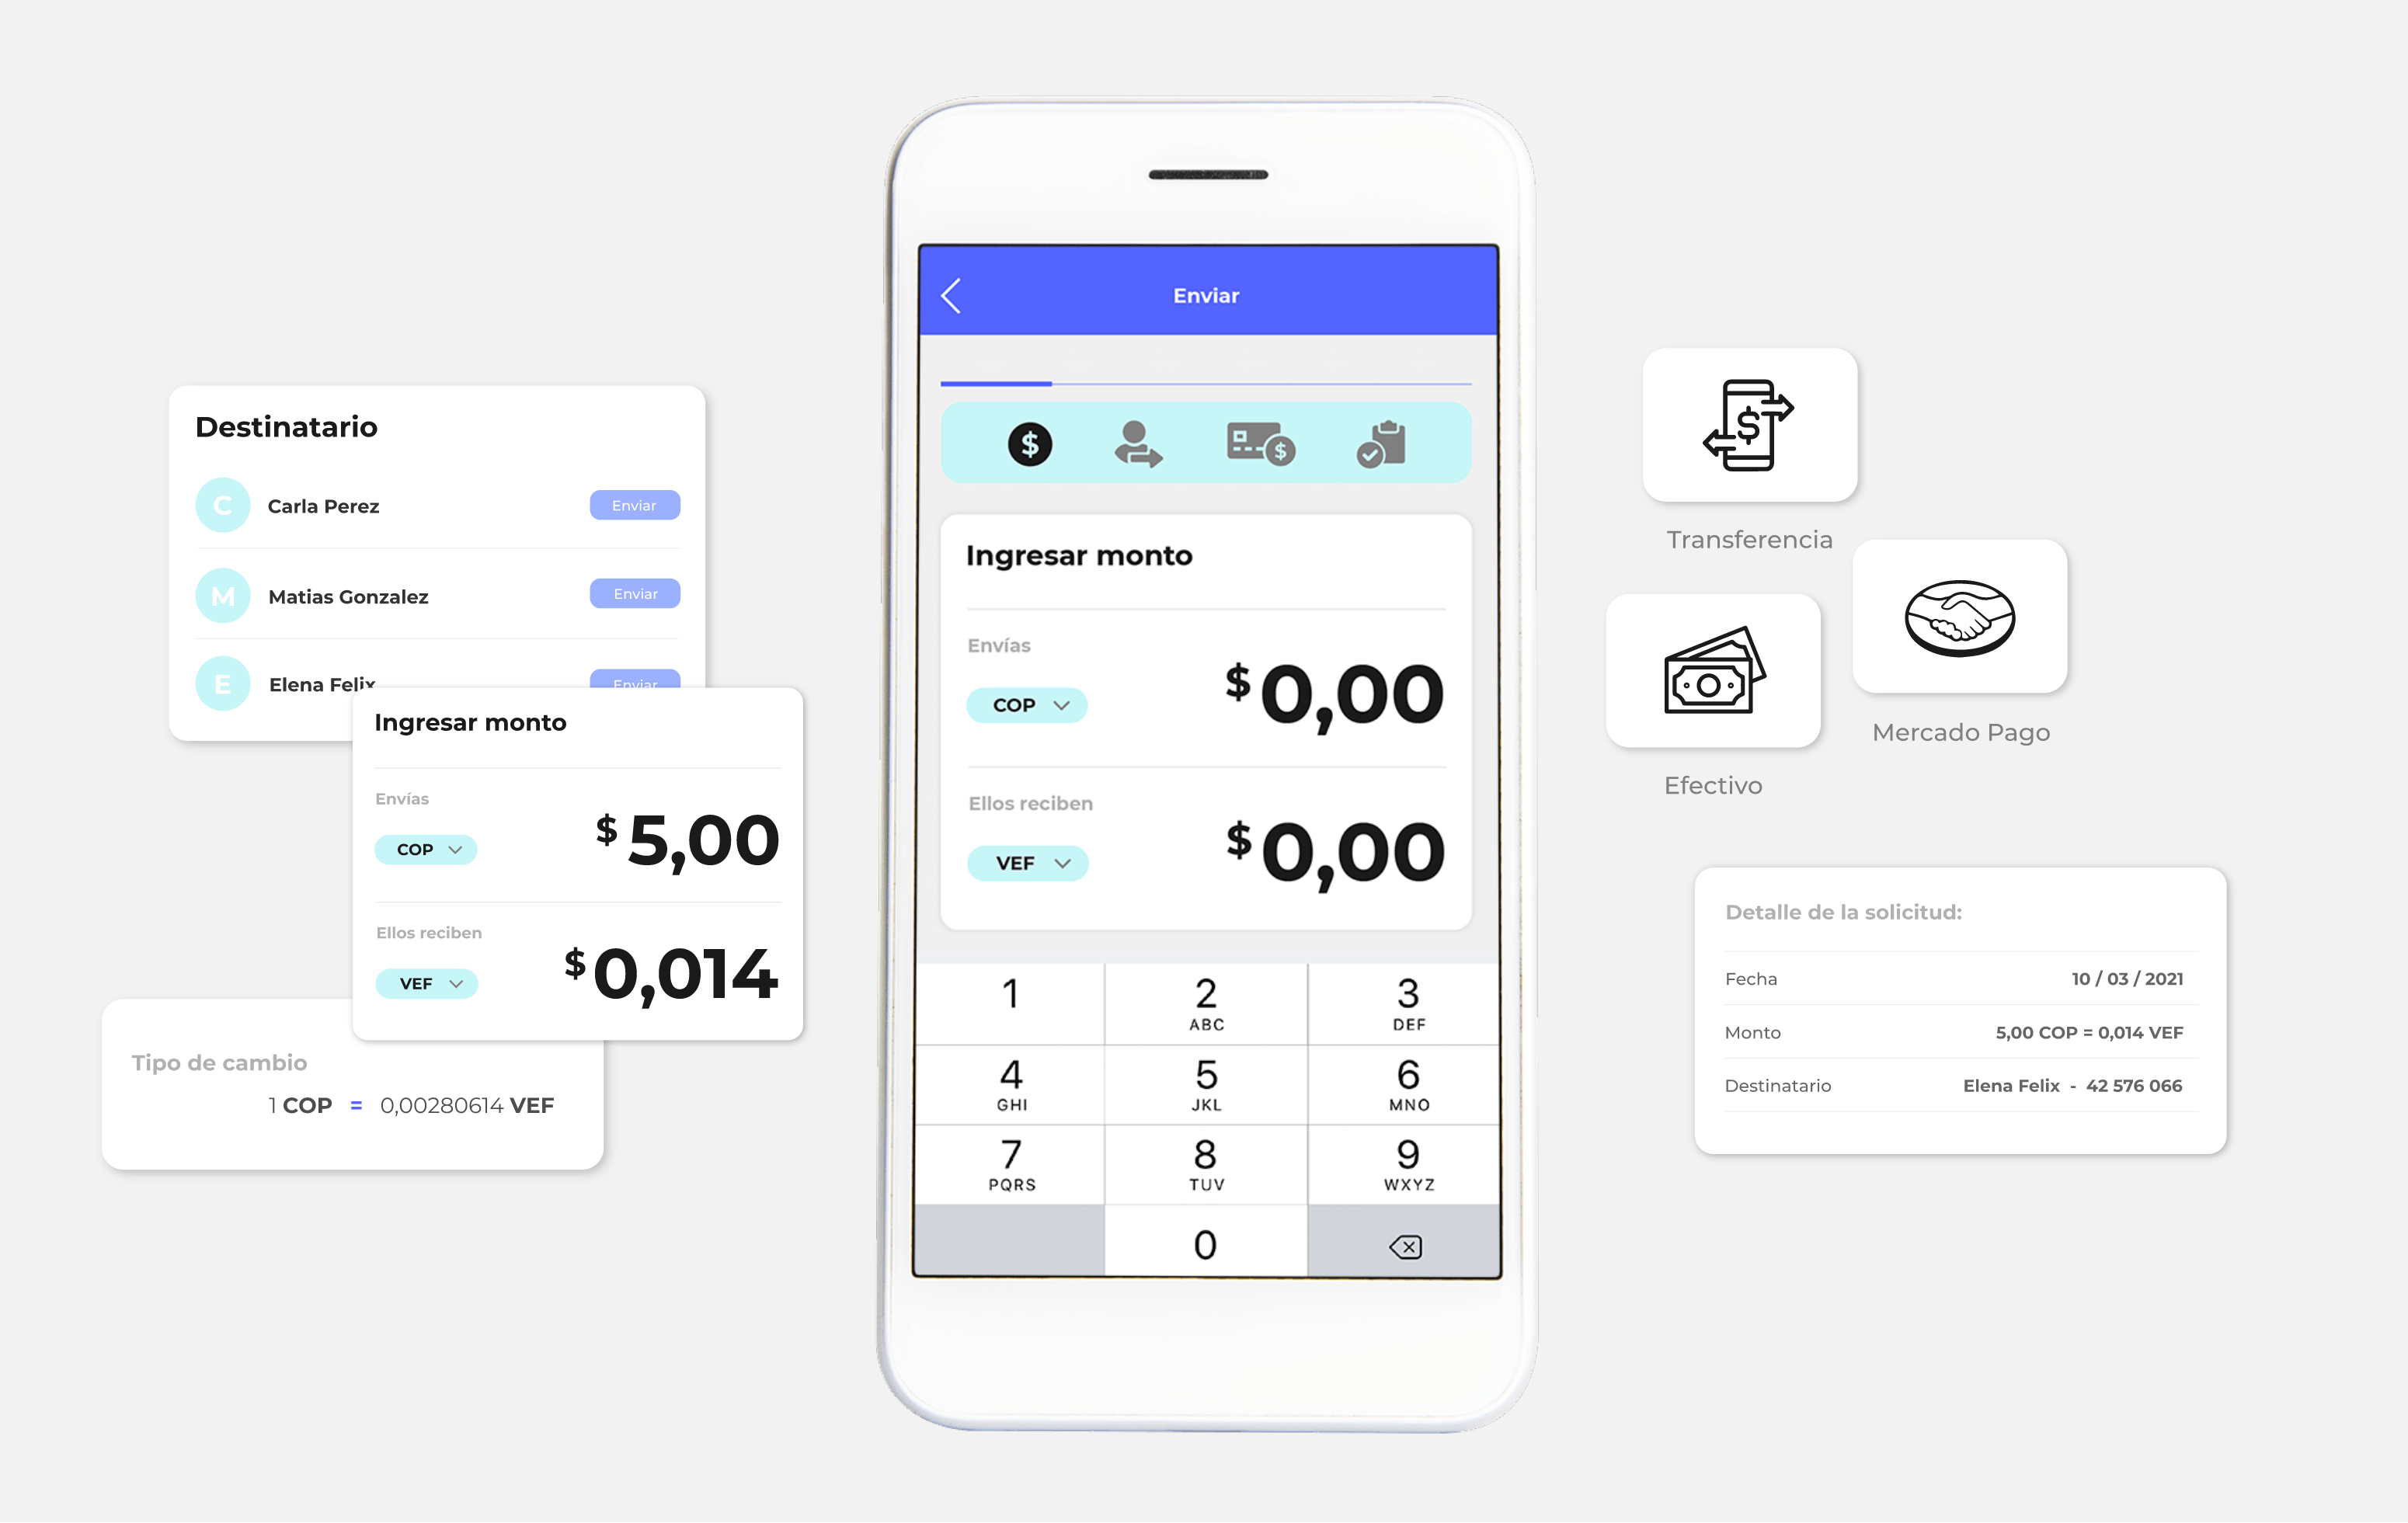 Destinatario
C Carla Perez Enviar
M Matias Gonzalez Enviar
E Elena Felix Enviar
Ingresar monto
Envías
COP $5,00
Ellos reciben
VEF $0,014
Tipo de cambio
1 COP = 0,00280614 VEF
Enviar
$
$
Ingresar monto
Envías
COP $0,00
Ellos reciben
VEF $0,00
1 2 3
ABC DEF
4 5 6
GHI JKL MNO
7 8 9
PQRS TUV WXYZ
0
$
Transferencia
Efectivo
Mercado Pago
Detalle de la solicitud:
Fecha 10 / 03 / 2021
Monto 5,00 COP = 0,014 VEF
Destinatario Elena Felix - 42 576 066